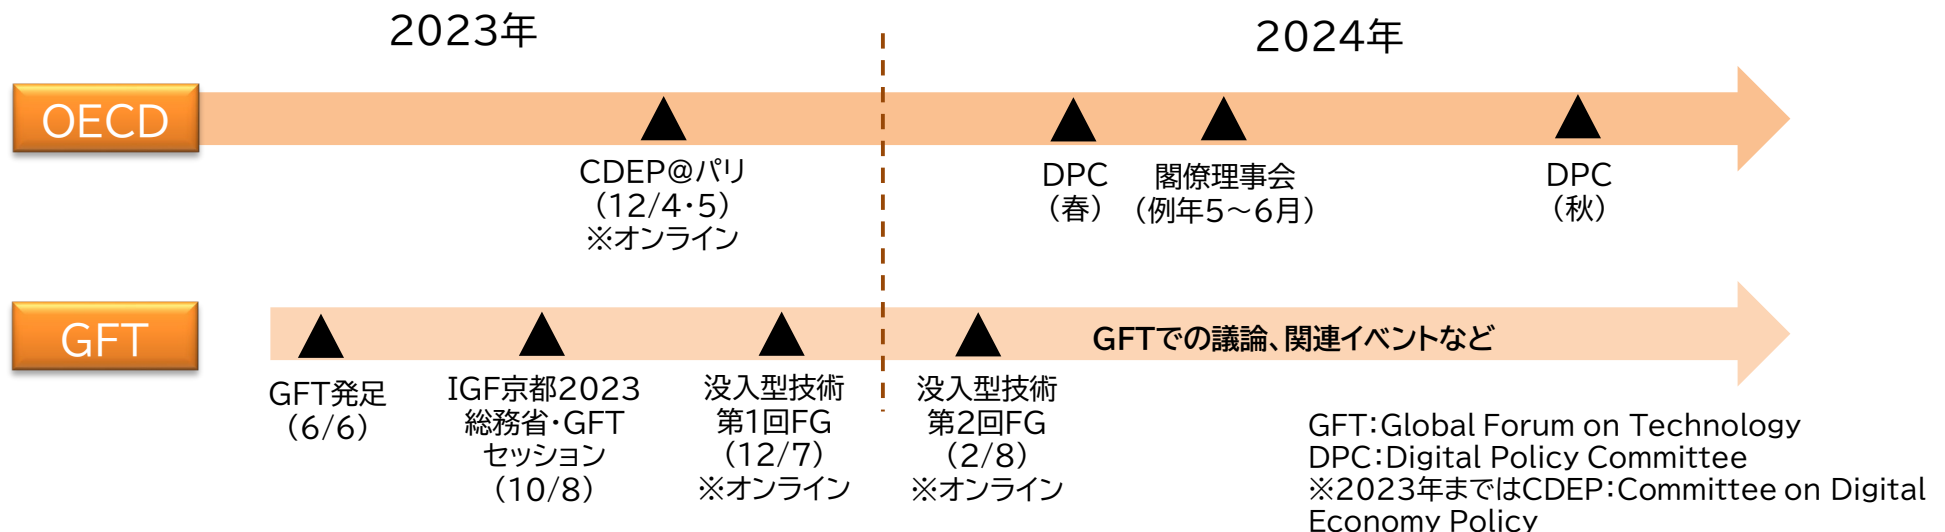 2023年
2024年
OECD
CDEP@パリ
(12/4・5)
※オンライン
DPC
(春)
閣僚理事会
(例年5～6月)
DPC
(秋)
GFT
GFTでの議論、関連イベントなど
GFT発足
(6/6)
IGF京都2023
総務省・GFT
セッション
(10/8)
没入型技術
第1回FG
(12/7)
※オンライン
没入型技術
第2回FG
(2/8)
※オンライン
GFT：Global Forum on Technology
DPC：Digital Policy Committee
※2023年まではCDEP：Committee on Digital
Economy Policy